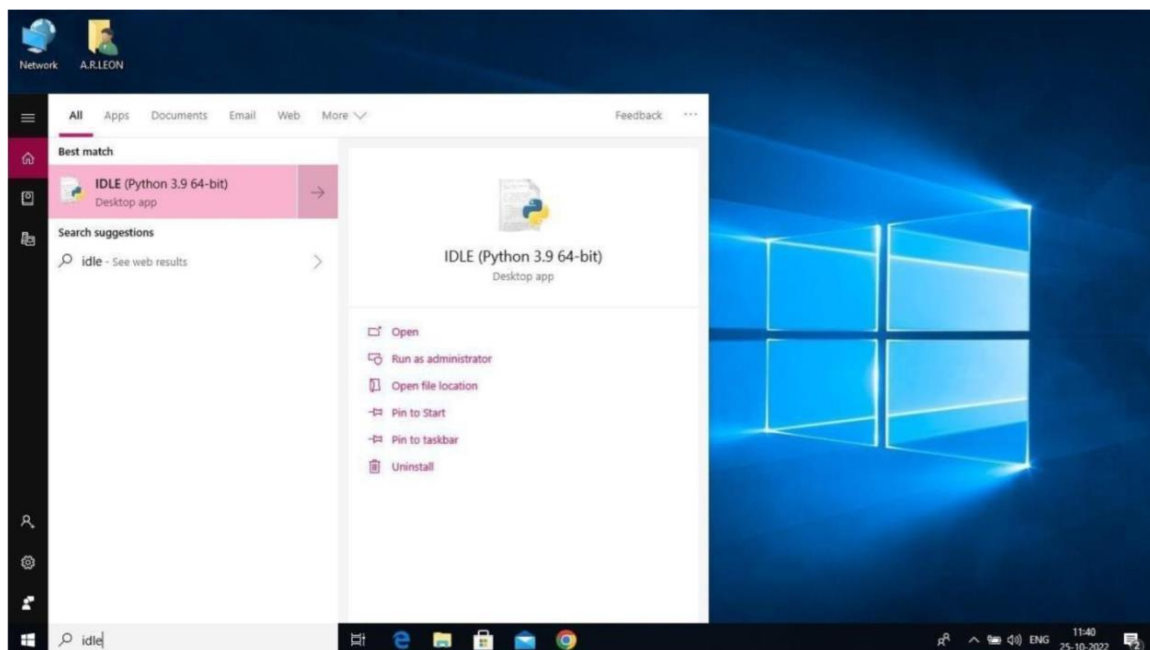 Network A.R.LEON
All Apps Documents Email Web More Feedback ...
Best match
IDLE (Python 3.9 64-bit)
Desktop app
Search suggestions
idle - See web results
IDLE (Python 3.9 64-bit)
Desktop app
Open
Run as administrator
Open file location
Pin to Start
Pin to taskbar
Uninstall
idle
ENG
11:40
25-10-2022
2